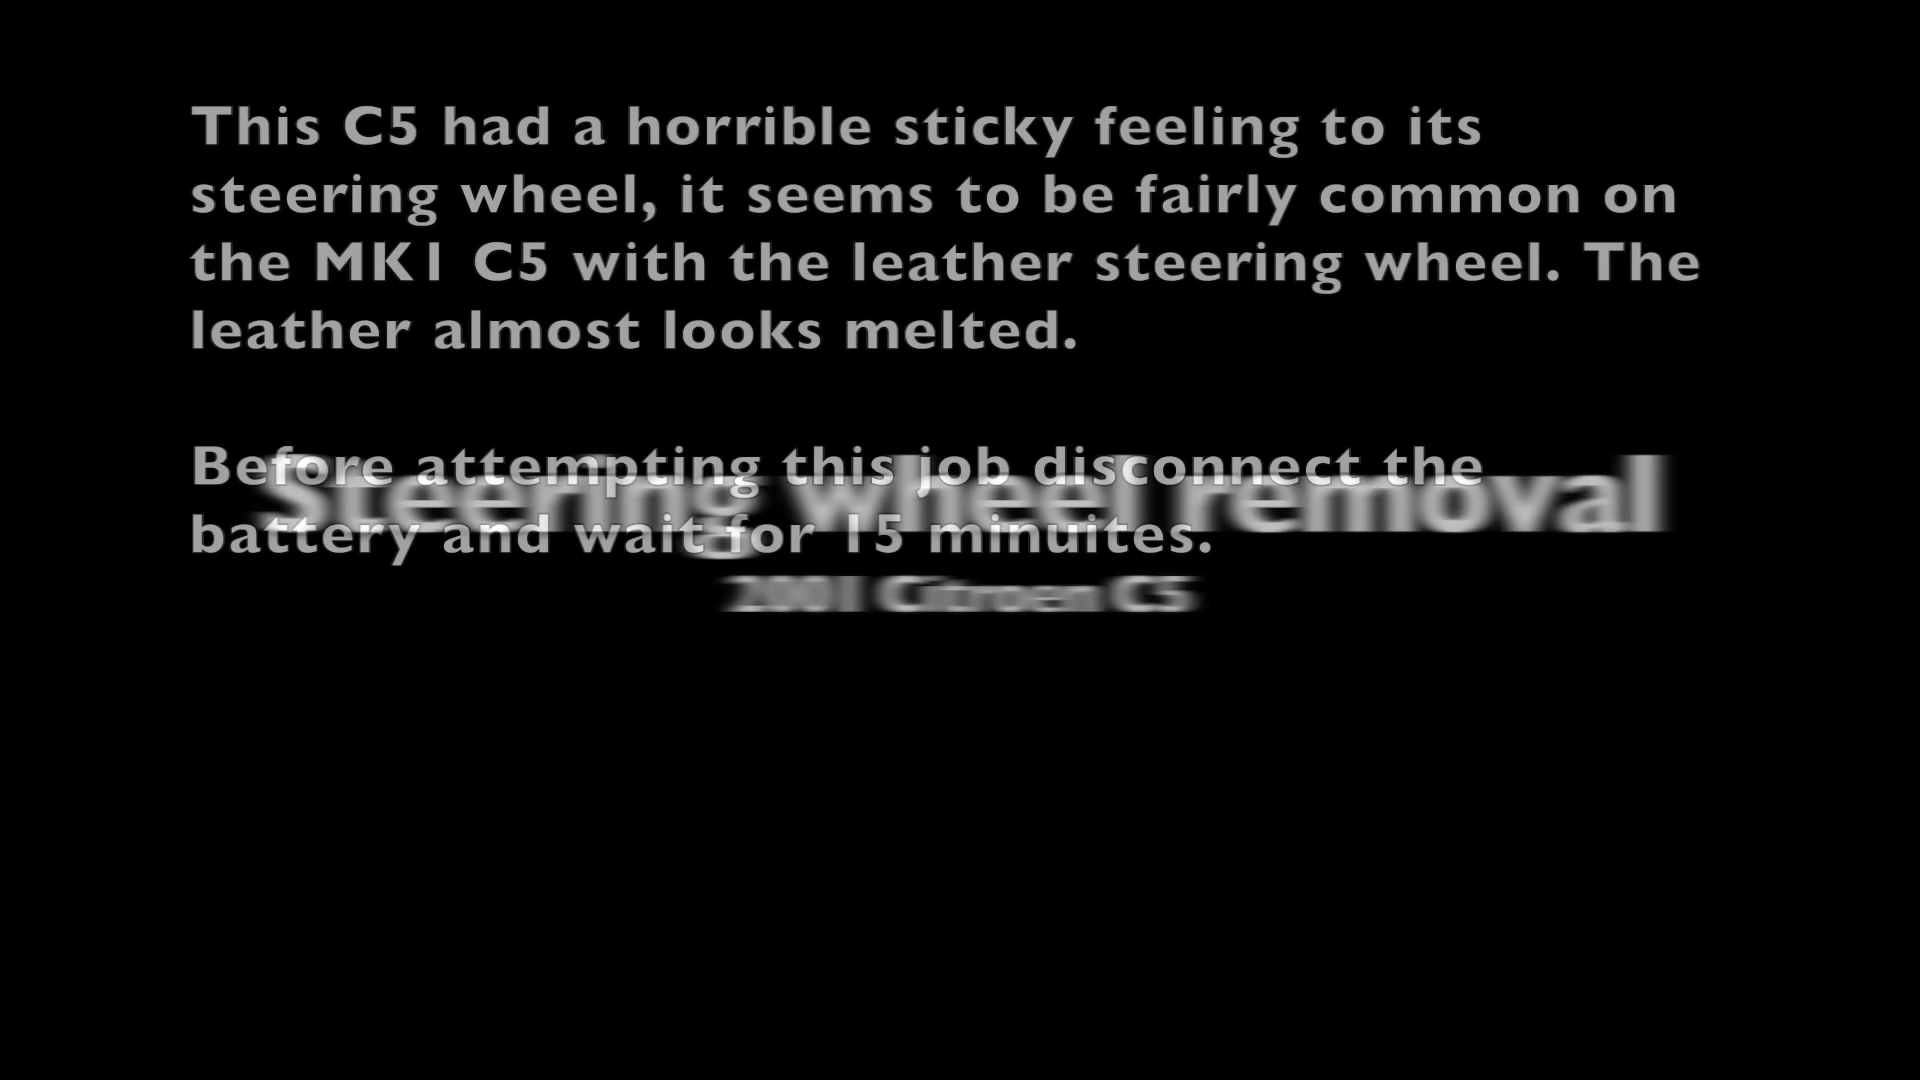 This C5 had a horrible sticky feeling to its
steering wheel, it seems to be fairly common on
the MK1 C5 with the leather steering wheel. The
leather almost looks melted.
Before attempting this job disconnect the
battery and wait for 15 minuites.
Steering wheel removal
2001 Citroen C5